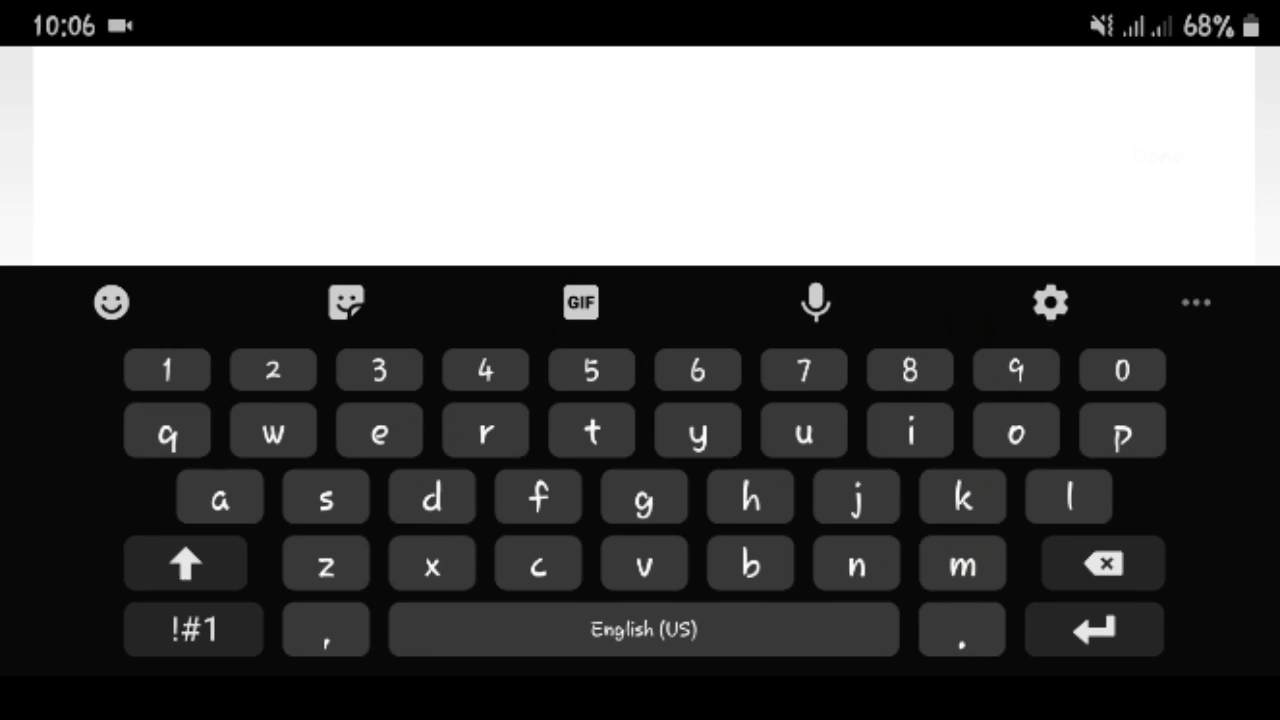 10:06 68%
Done
GIF
1 2 3 4 5 6 7 8 9 0
q w e r t y u i o p
a s d f g h j k l
z x c v b n m
!#1 , English (US) .